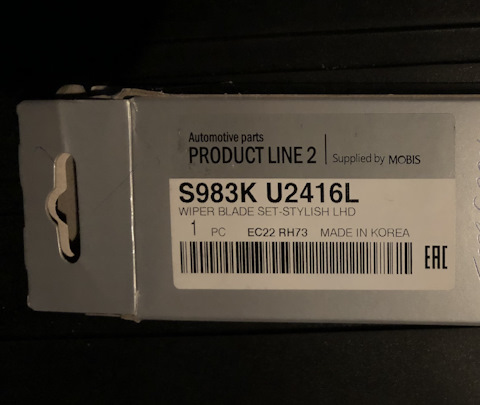 Automotive parts
PRODUCT LINE 2
Supplied by MOBIS
S983K U2416L
WIPER BLADE SET-STYLISH LHD
1 PC EC22 RH73 MADE IN KOREA
EAC